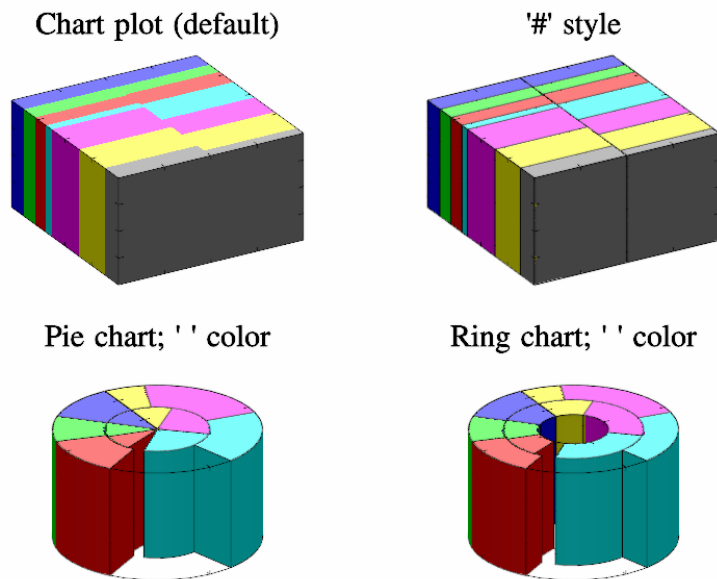 Chart plot (default)
'#' style
Pie chart; ' ' color
Ring chart; ' ' color